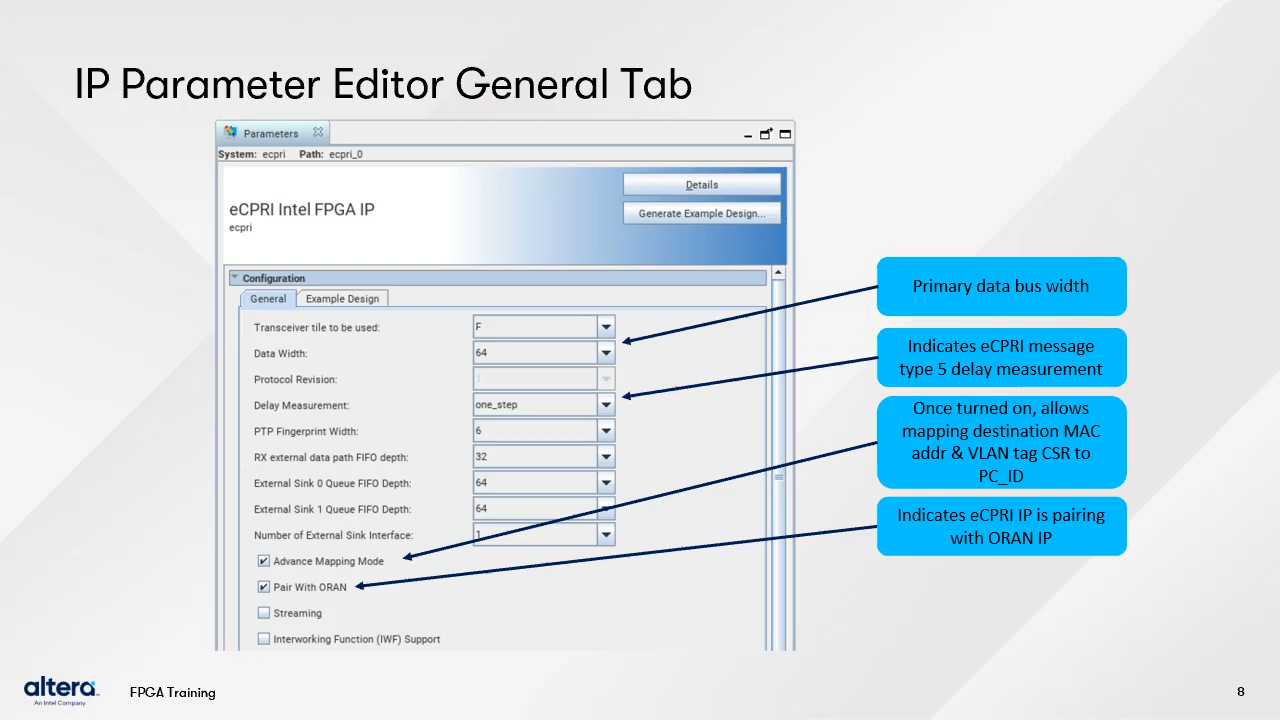 IP Parameter Editor General Tab
Parameters
System: ecpri Path: ecpri_0
Details
eCPRI Intel FPGA IP
Generate Example Design...
ecpri
Configuration
General Example Design
Transceiver tile to be used: F
Data Width: 64
Protocol Revision: 1
Delay Measurement: one_step
PTP Fingerprint Width: 6
RX external data path FIFO depth: 32
External Sink 0 Queue FIFO Depth: 64
External Sink 1 Queue FIFO Depth: 64
Number of External Sink Interface: 1
Advance Mapping Mode
Pair With ORAN
Streaming
Interworking Function (IWF) Support
Primary data bus width
Indicates eCPRI message
type 5 delay measurement
Once turned on, allows
mapping destination MAC
addr & VLAN tag CSR to
PC_ID
Indicates eCPRI IP is pairing
with ORAN IP
altera
An Intel Company
FPGA Training
8